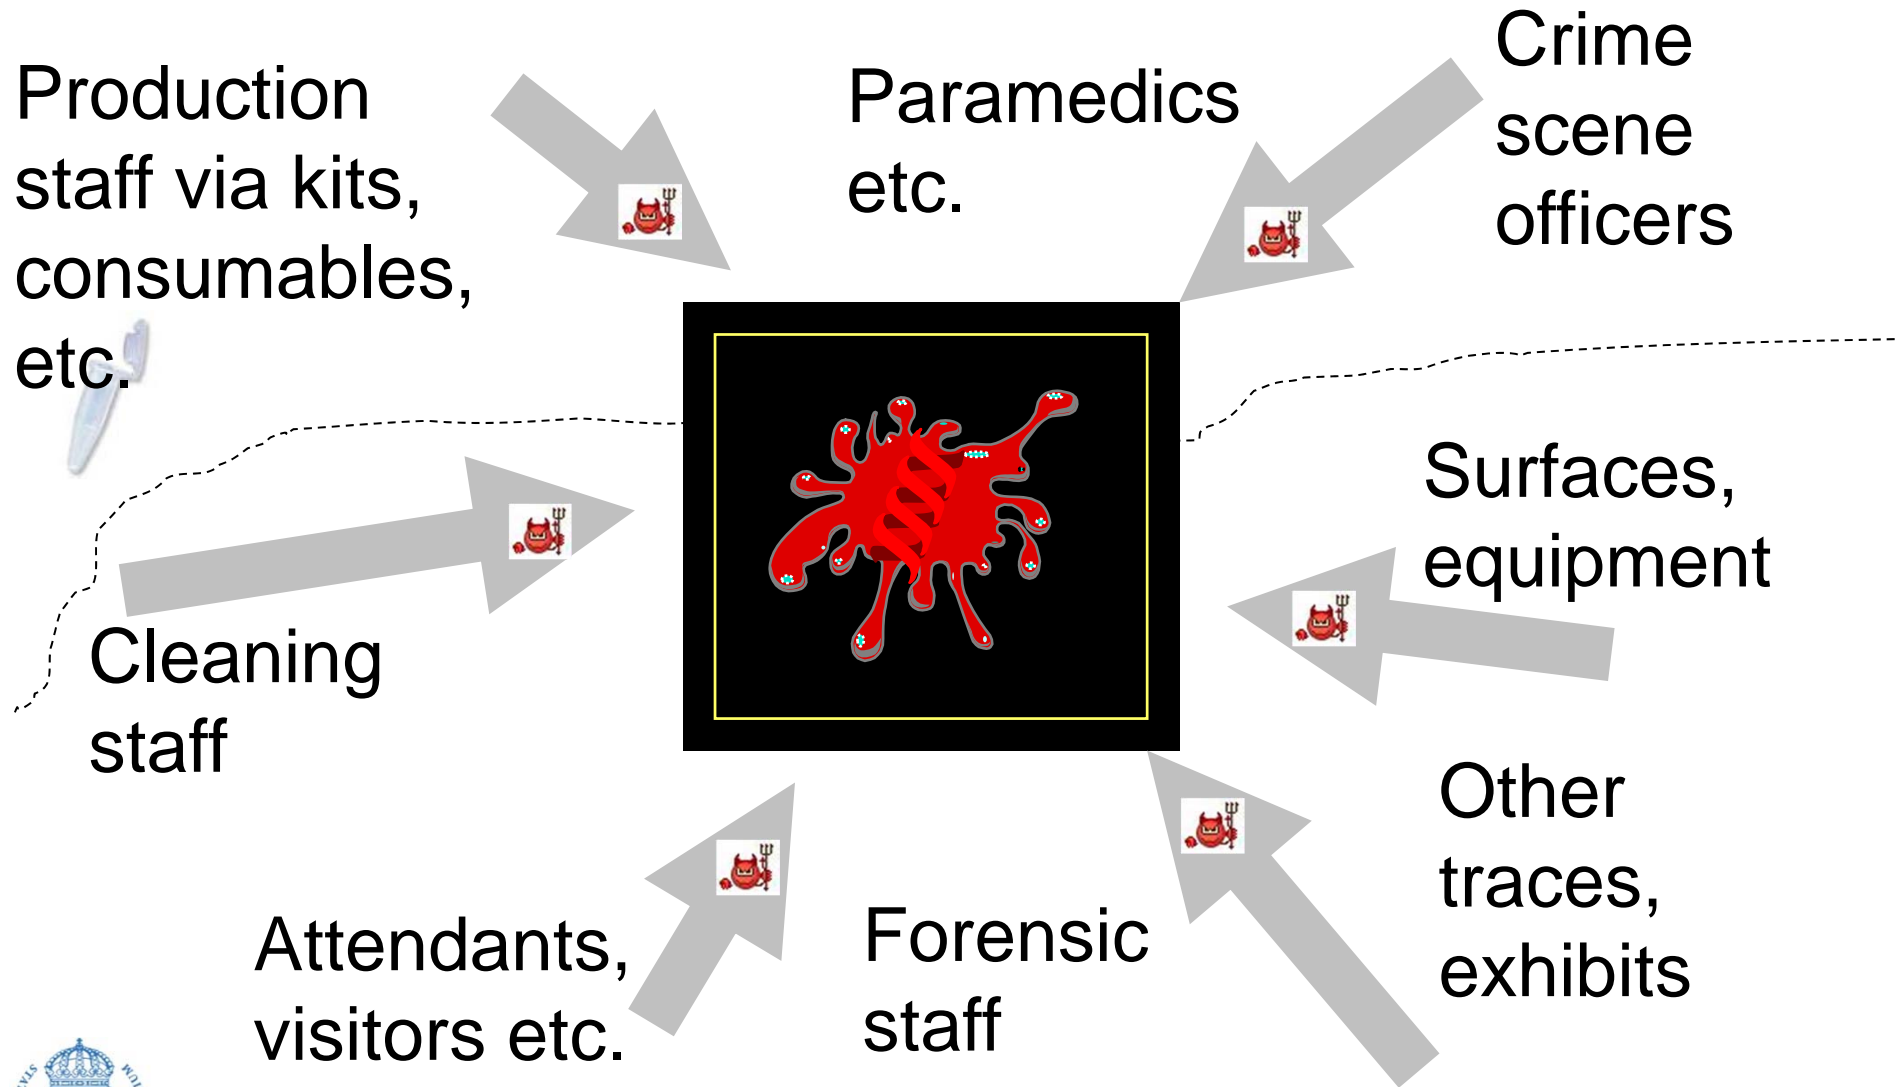 Production
staff via kits,
consumables,
etc.
Paramedics
etc.
Crime
scene
officers
Surfaces,
equipment
Cleaning
staff
Other
traces,
exhibits
Attendants,
visitors etc.
Forensic
staff